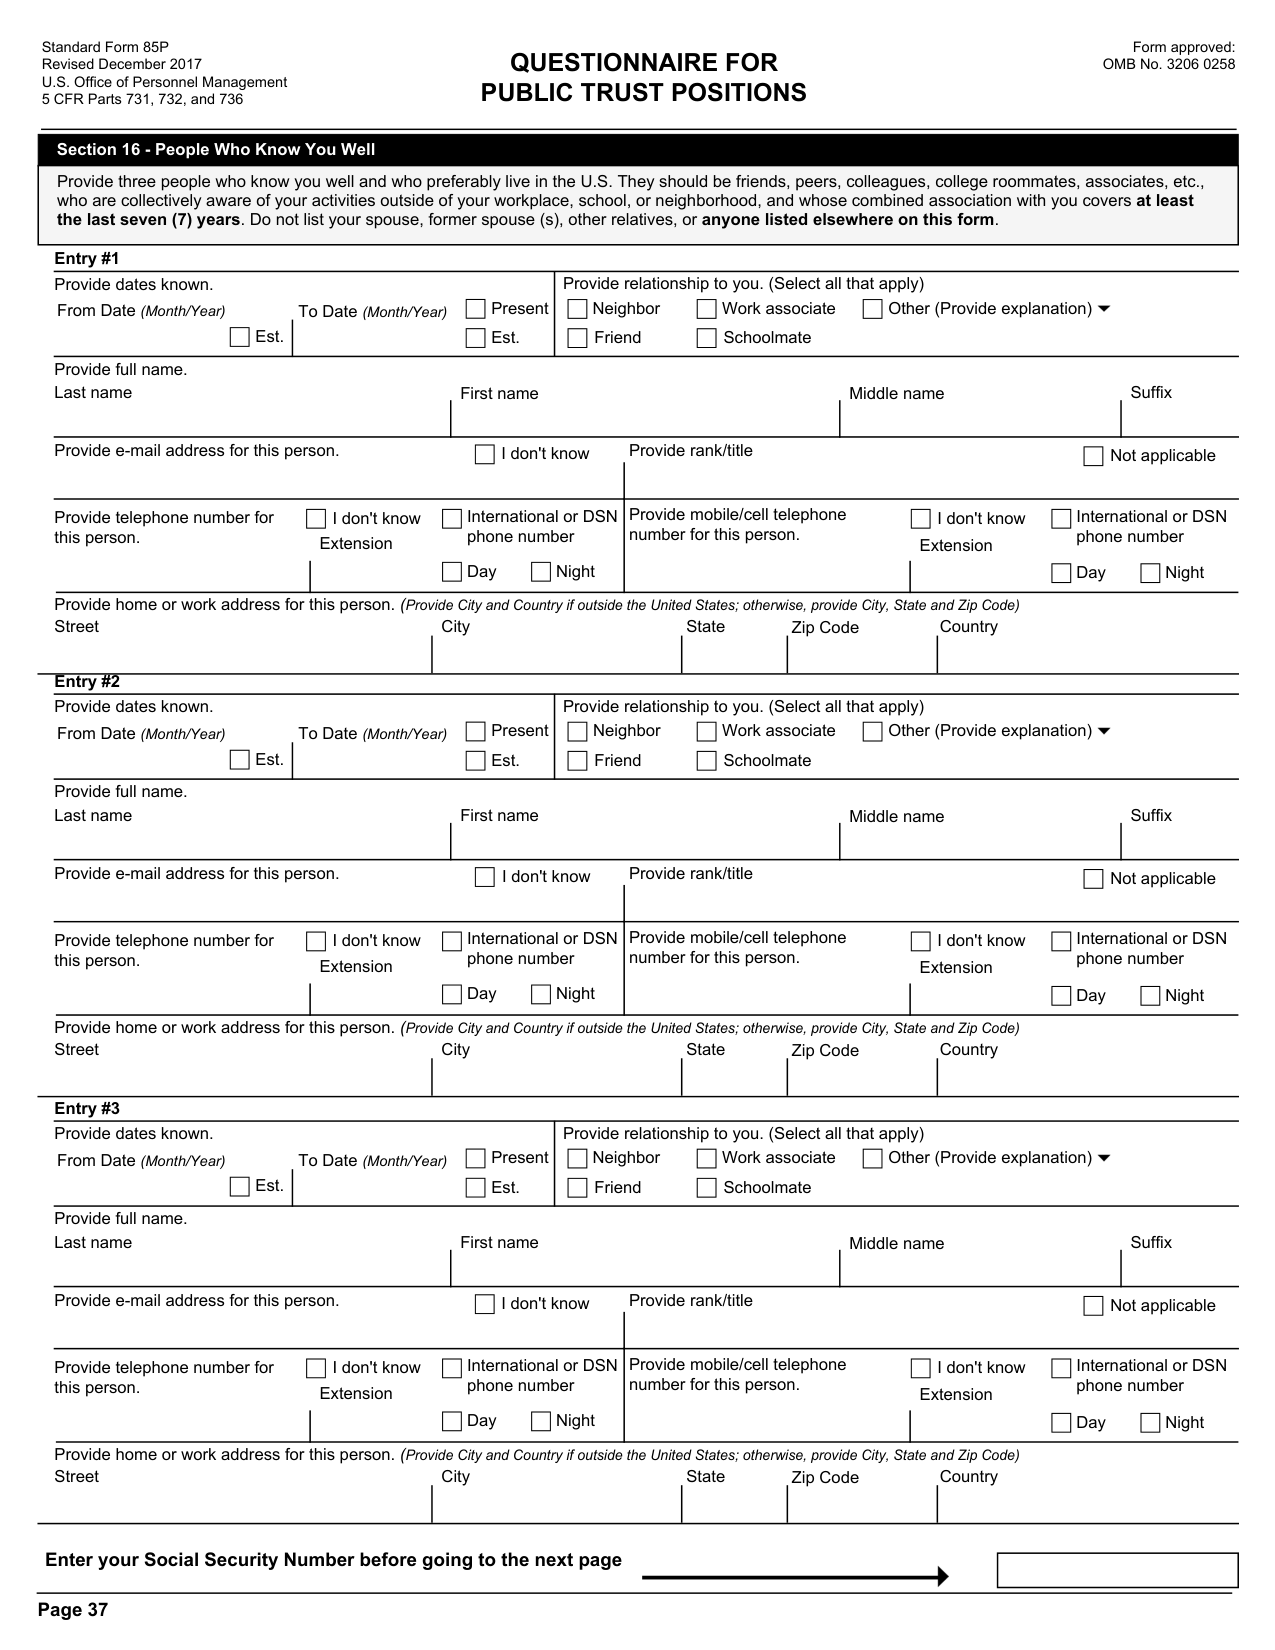 Standard Form 85P
Revised December 2017
U.S. Office of Personnel Management
5 CFR Parts 731, 732, and 736
QUESTIONNAIRE FOR
PUBLIC TRUST POSITIONS
Form approved:
OMB No. 3206 0258
Section 16 - People Who Know You Well
Provide three people who know you well and who preferably live in the U.S. They should be friends, peers, colleagues, college roommates, associates, etc.,
who are collectively aware of your activities outside of your workplace, school, or neighborhood, and whose combined association with you covers at least
the last seven (7) years. Do not list your spouse, former spouse (s), other relatives, or anyone listed elsewhere on this form.
Entry #1
Provide dates known.
From Date (Month/Year)
Est.
To Date (Month/Year)
Present
Est.
Provide relationship to you. (Select all that apply)
Neighbor
Work associate
Other (Provide explanation)
Friend
Schoolmate
Provide full name.
Last name
First name
Middle name
Suffix
Provide e-mail address for this person.
I don't know
Provide rank/title
Not applicable
Provide telephone number for
this person.
I don't know
Extension
International or DSN
phone number
Day
Night
Provide mobile/cell telephone
number for this person.
I don't know
Extension
International or DSN
phone number
Day
Night
Provide home or work address for this person. (Provide City and Country if outside the United States; otherwise, provide City, State and Zip Code)
Street
City
State
Zip Code
Country
Entry #2
Provide dates known.
From Date (Month/Year)
Est.
To Date (Month/Year)
Present
Est.
Provide relationship to you. (Select all that apply)
Neighbor
Work associate
Other (Provide explanation)
Friend
Schoolmate
Provide full name.
Last name
First name
Middle name
Suffix
Provide e-mail address for this person.
I don't know
Provide rank/title
Not applicable
Provide telephone number for
this person.
I don't know
Extension
International or DSN
phone number
Day
Night
Provide mobile/cell telephone
number for this person.
I don't know
Extension
International or DSN
phone number
Day
Night
Provide home or work address for this person. (Provide City and Country if outside the United States; otherwise, provide City, State and Zip Code)
Street
City
State
Zip Code
Country
Entry #3
Provide dates known.
From Date (Month/Year)
Est.
To Date (Month/Year)
Present
Est.
Provide relationship to you. (Select all that apply)
Neighbor
Work associate
Other (Provide explanation)
Friend
Schoolmate
Provide full name.
Last name
First name
Middle name
Suffix
Provide e-mail address for this person.
I don't know
Provide rank/title
Not applicable
Provide telephone number for
this person.
I don't know
Extension
International or DSN
phone number
Day
Night
Provide mobile/cell telephone
number for this person.
I don't know
Extension
International or DSN
phone number
Day
Night
Provide home or work address for this person. (Provide City and Country if outside the United States; otherwise, provide City, State and Zip Code)
Street
City
State
Zip Code
Country
Enter your Social Security Number before going to the next page
Page 37